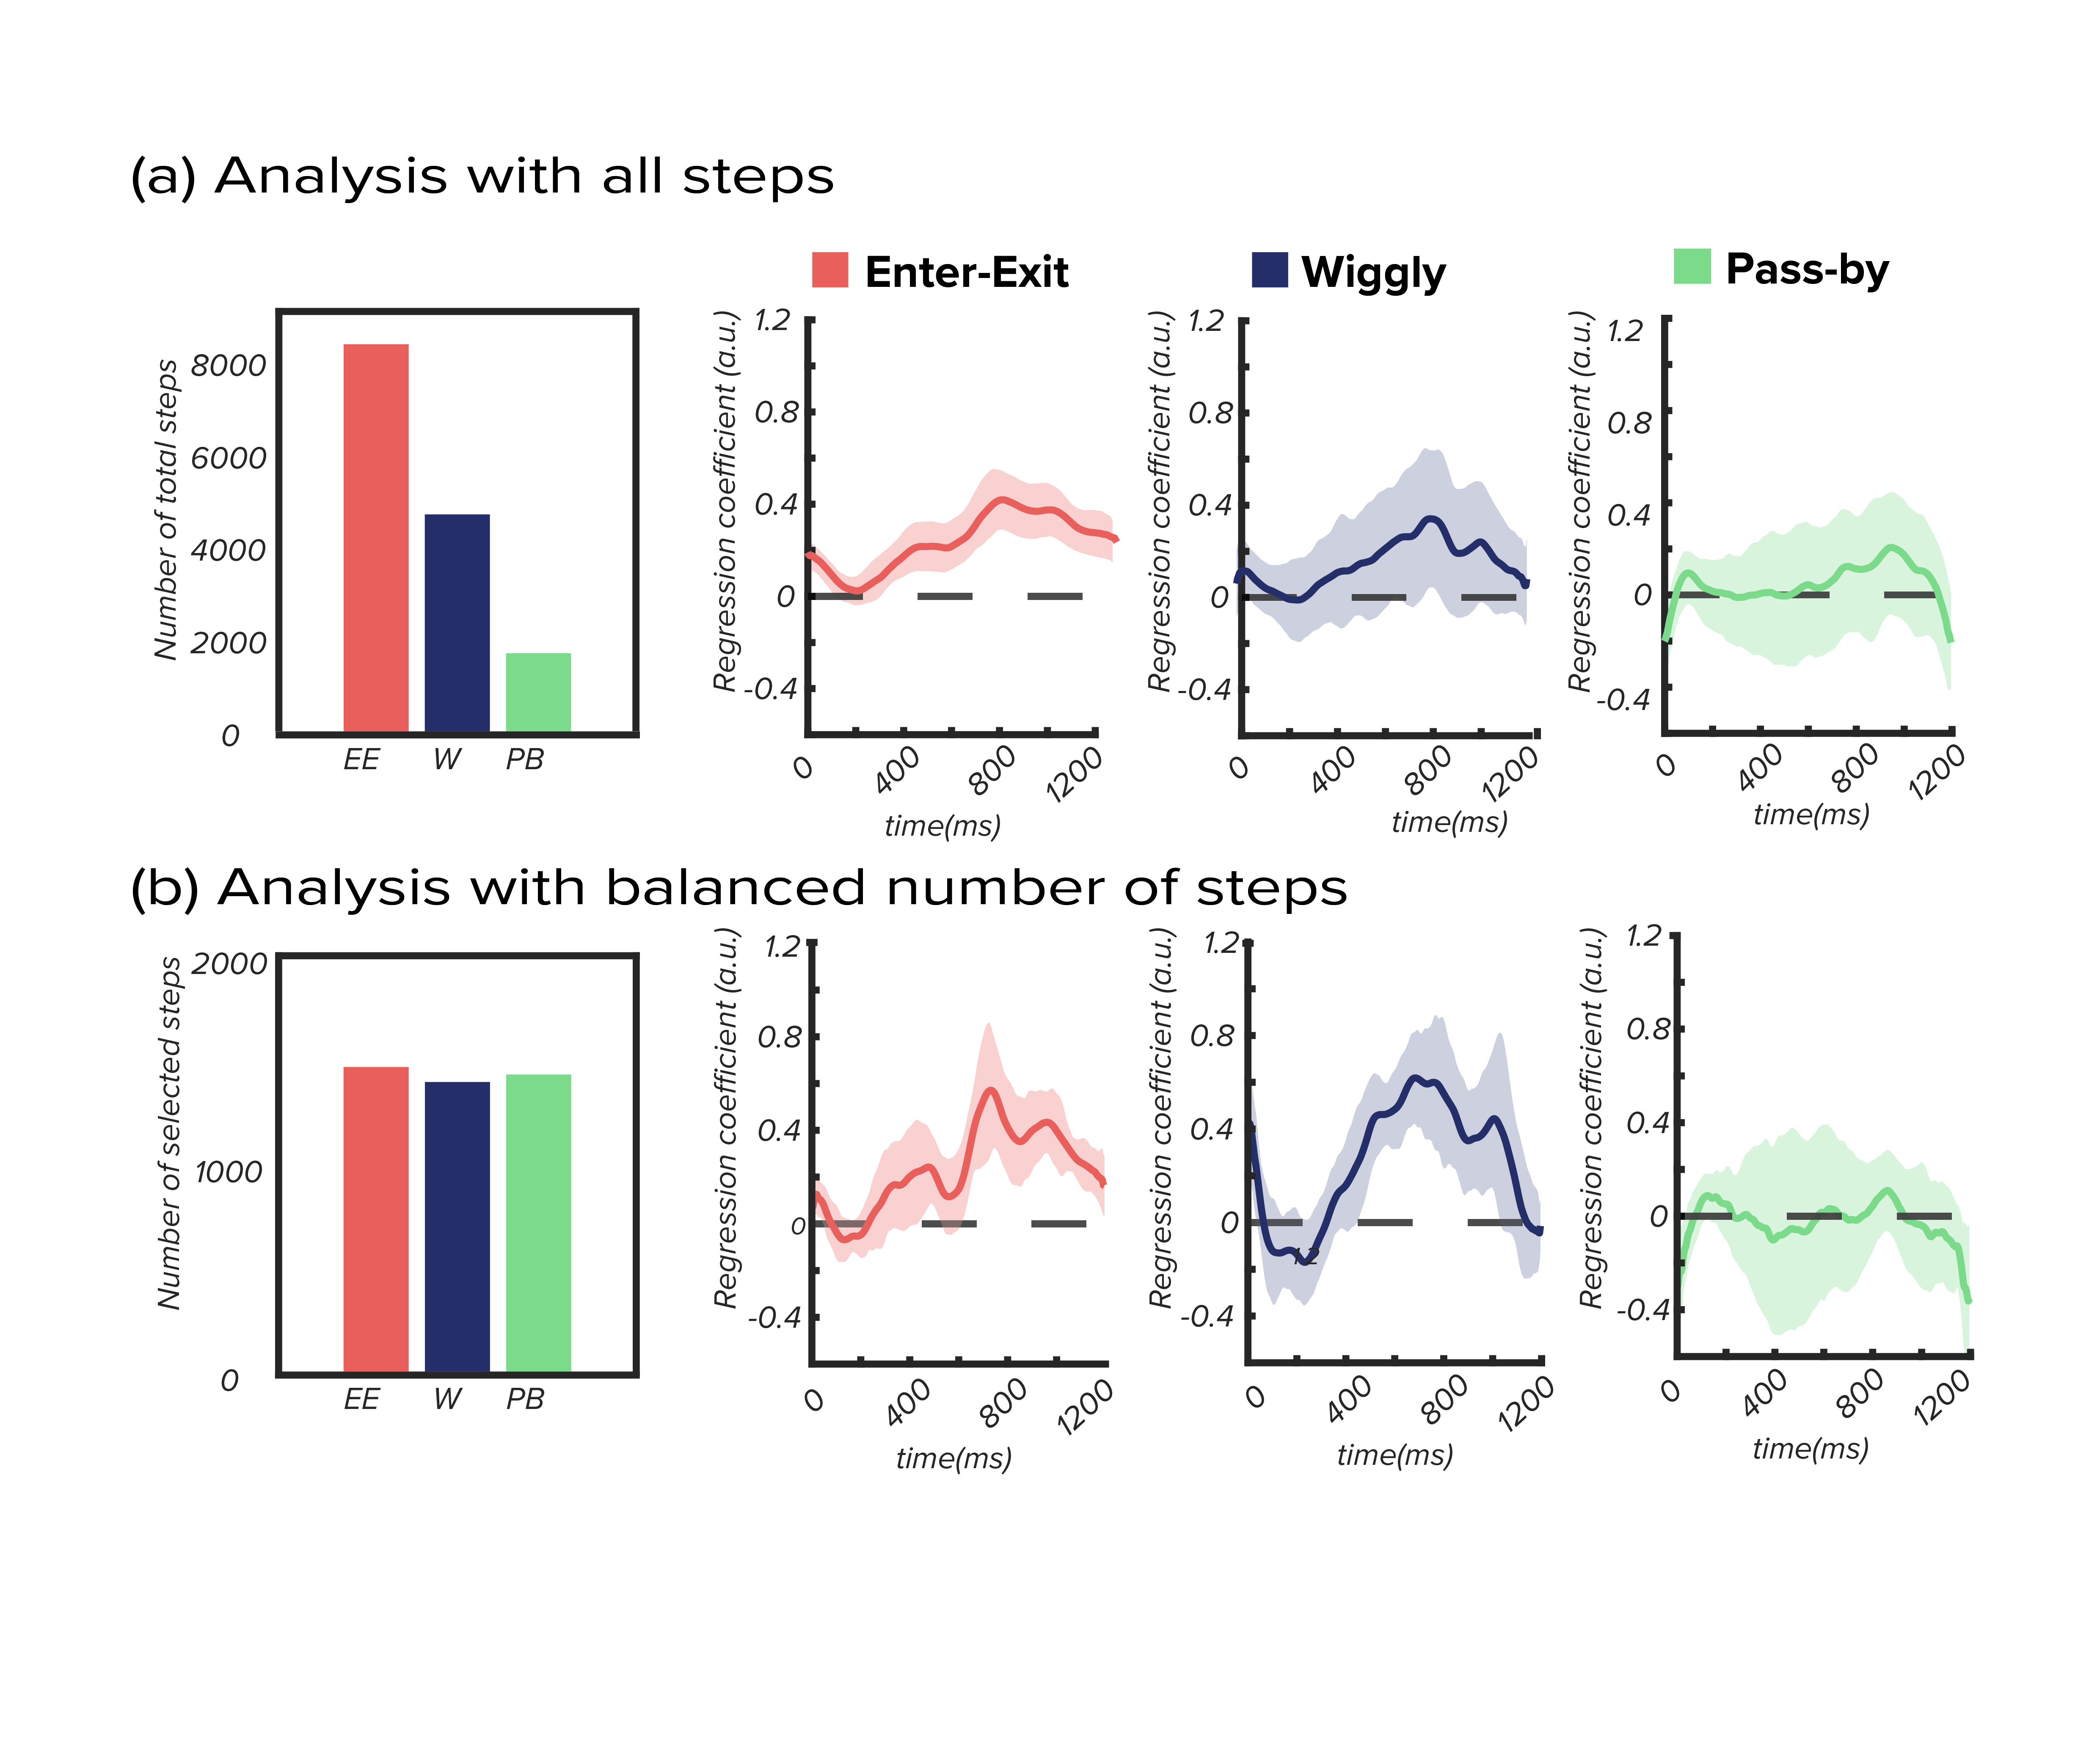 (a) Analysis with all steps
Enter-Exit
Wiggly
Pass-by
Number of total steps
8000
6000
4000
2000
0
EE W PB
Regression coefficient (a.u.)
1.2
0.8
0.4
0
-0.4
0 400 800 1200
time(ms)
Regression coefficient (a.u.)
1.2
0.8
0.4
0
-0.4
0 400 800 1200
time(ms)
Regression coefficient (a.u.)
1.2
0.8
0.4
0
-0.4
0 400 800 1200
time(ms)
(b) Analysis with balanced number of steps
Number of selected steps
2000
1000
0
EE W PB
Regression coefficient (a.u.)
1.2
0.8
0.4
0
-0.4
0 400 800 1200
time(ms)
Regression coefficient (a.u.)
1.2
0.8
0.4
0
-0.4
1.2
0 400 800 1200
time(ms)
Regression coefficient (a.u.)
1.2
0.8
0.4
0
-0.4
0 400 800 1200
time(ms)